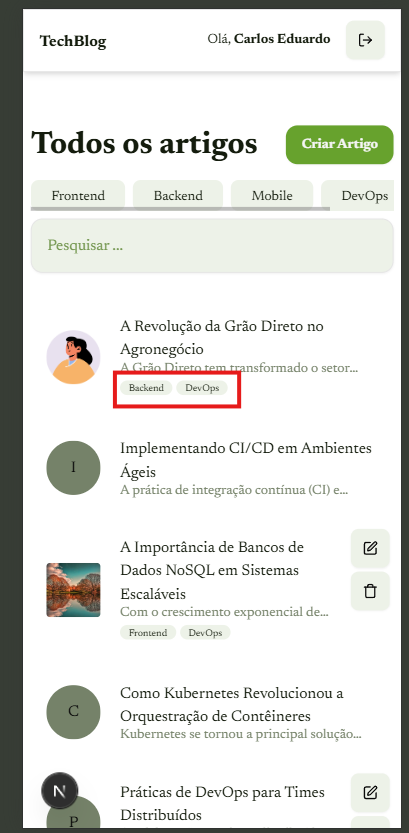 TechBlog
Olá, Carlos Eduardo
Todos os artigos
Criar Artigo
Frontend
Backend
Mobile
DevOps
Pesquisar ...
A Revolução da Grão Direto no
Agronegócio
A Grão Direto tem transformado o setor...
Backend
DevOps
I
Implementando CI/CD em Ambientes
Ágeis
A prática de integração contínua (CI) e...
A Importância de Bancos de
Dados NoSQL em Sistemas
Escaláveis
Com o crescimento exponencial de...
Frontend
DevOps
C
Como Kubernetes Revolucionou a
Orquestração de Contêineres
Kubernetes se tornou a principal solução...
N
P
Práticas de DevOps para Times
Distribuídos